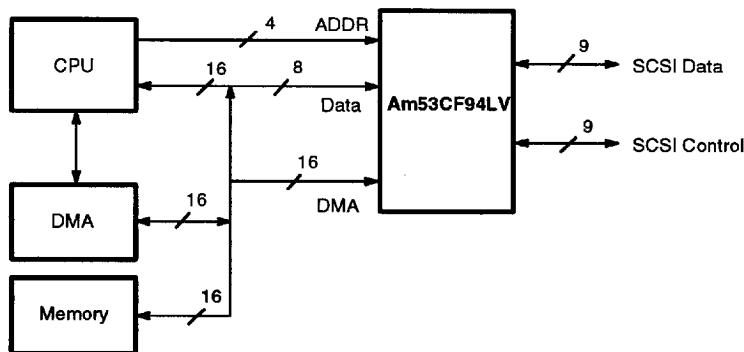 4
ADDR
CPU
16
8
9
SCSI Data
Data
Am53CF94LV
9
SCSI Control
16
DMA
16
DMA
16
Memory